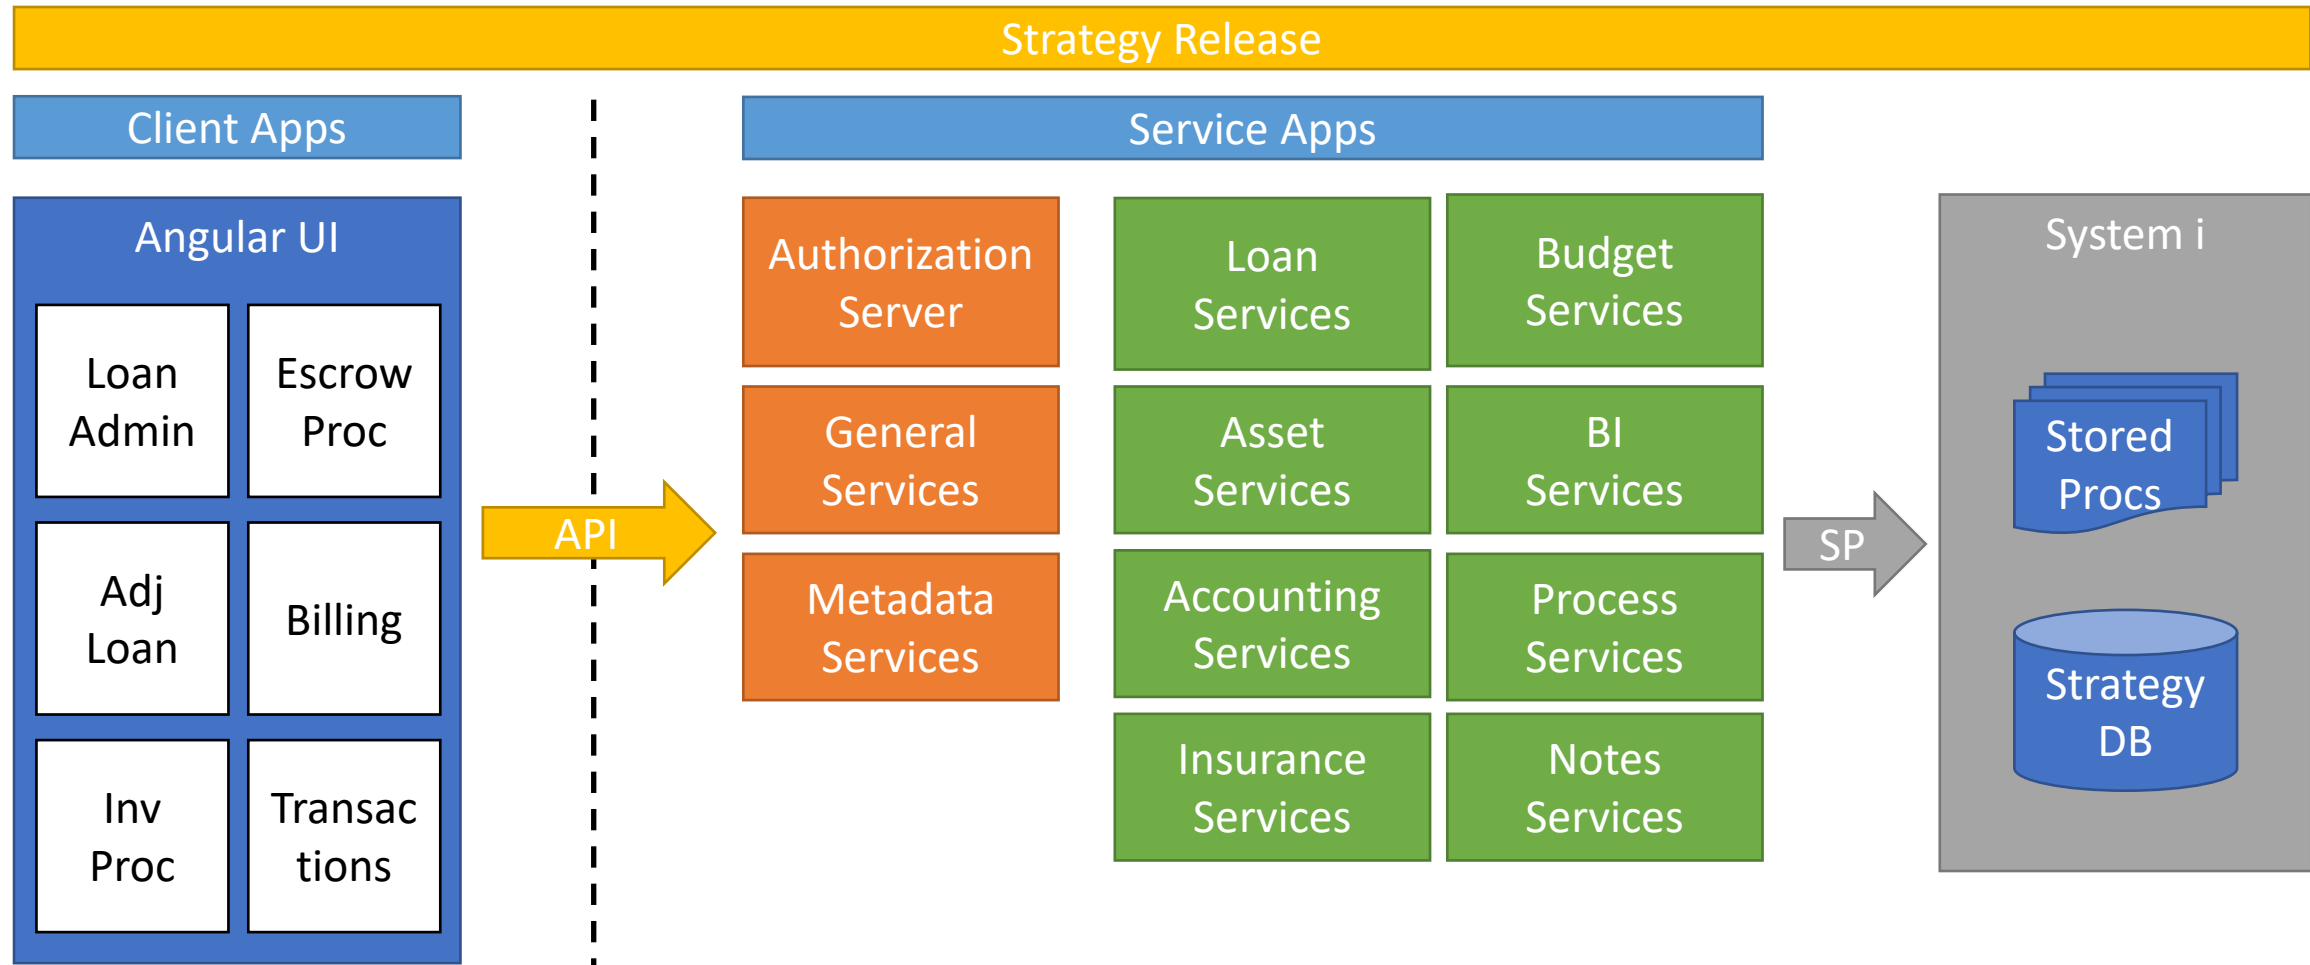 Strategy Release
Client Apps
Service Apps
Angular UI
Loan
Admin
Escrow
Proc
Adj
Loan
Billing
Inv
Proc
Transac
tions
API
Authorization
Server
General
Services
Metadata
Services
Loan
Services
Budget
Services
Asset
Services
BI
Services
Accounting
Services
Process
Services
Insurance
Services
Notes
Services
SP
System i
Stored
Procs
Strategy
DB